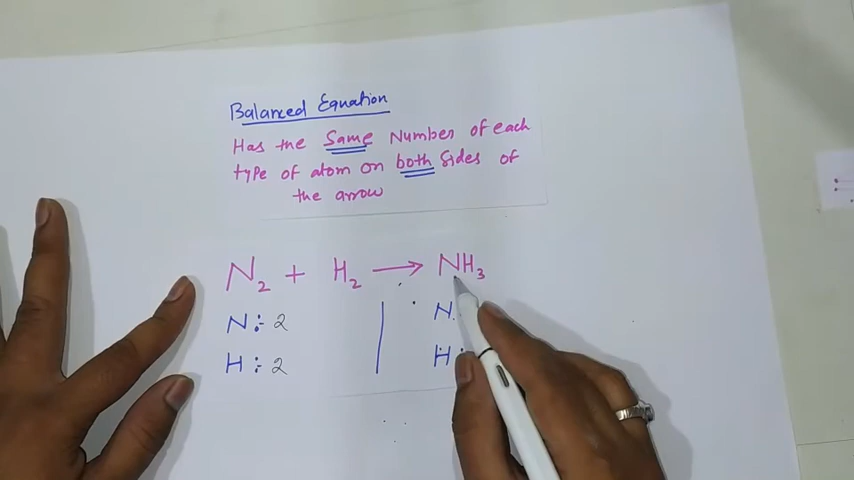 Balanced Equation
Has the Same Number of each
type of atom on both sides of
the arrow
N₂ + H₂ → NH₃
N :- 2 | N
H :- 2 | H :